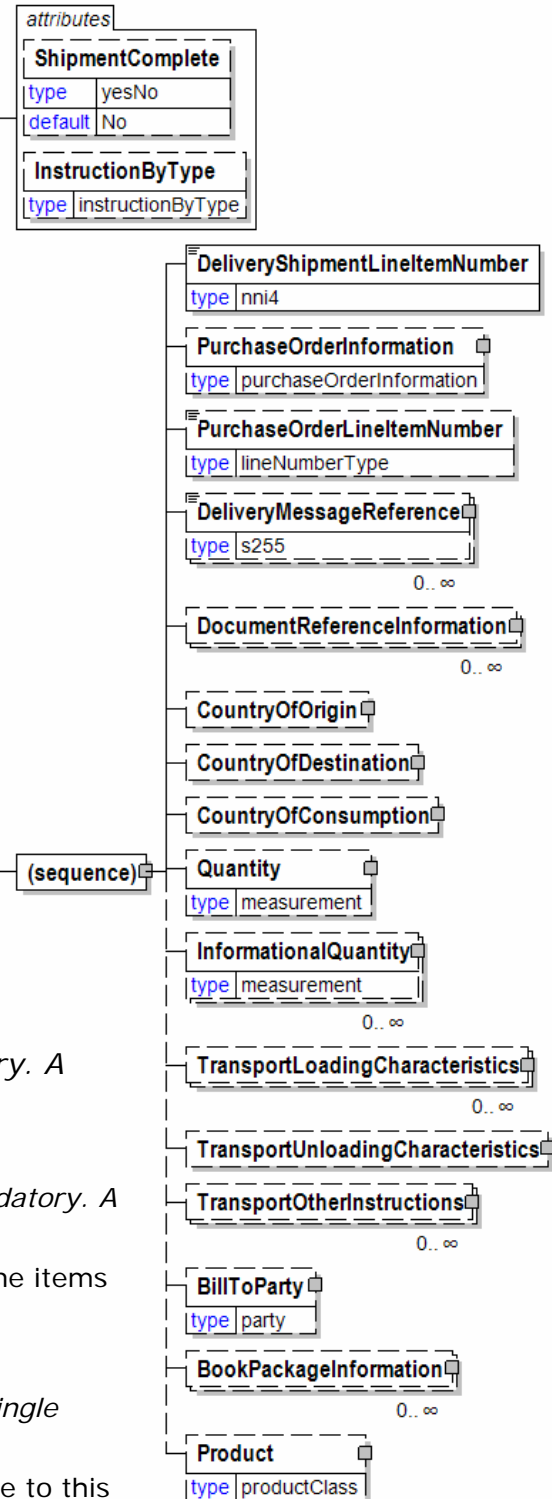 attributes
ShipmentComplete
type yesNo
default No
InstructionByType
type instructionByType
DeliveryShipmentLineItemNumber
type nni4
PurchaseOrderInformation
type purchaseOrderInformation
PurchaseOrderLineItemNumber
type lineNumberType
DeliveryMessageReference
type s255
0.. ∞
DocumentReferenceInformation
0.. ∞
CountryOfOrigin
CountryOfDestination
CountryOfConsumption
(sequence)
Quantity
type measurement
InformationalQuantity
type measurement
0.. ∞
ry. A
TransportLoadingCharacteristics
0.. ∞
TransportUnloadingCharacteristics
datory. A
TransportOtherInstructions
0.. ∞
ne items
BillToParty
type party
BookPackageInformation
0.. ∞
ingle
Product
type productClass
e to this